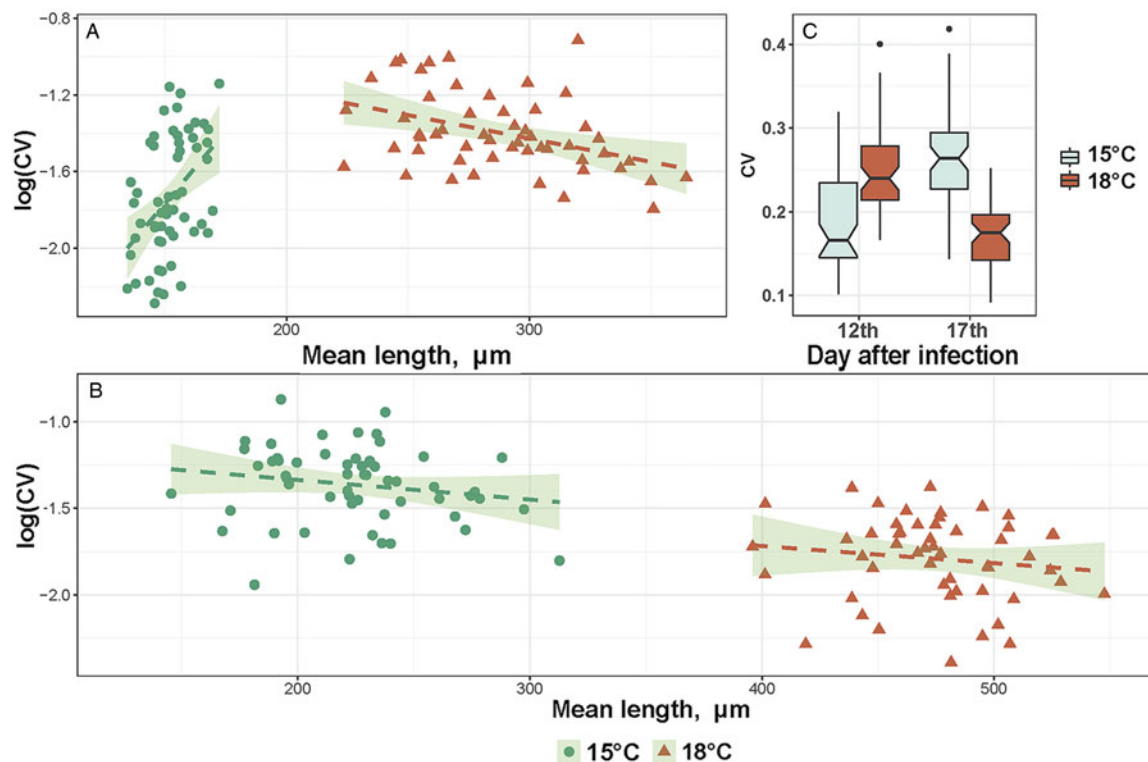 A
log(CV)
-0.8
-1.2
-1.6
-2.0
200
300
Mean length, μm
C
CV
0.4
0.3
0.2
0.1
12th
17th
Day after infection
15°C
18°C
B
log(CV)
-1.0
-1.5
-2.0
200
300
400
500
Mean length, μm
15°C
18°C